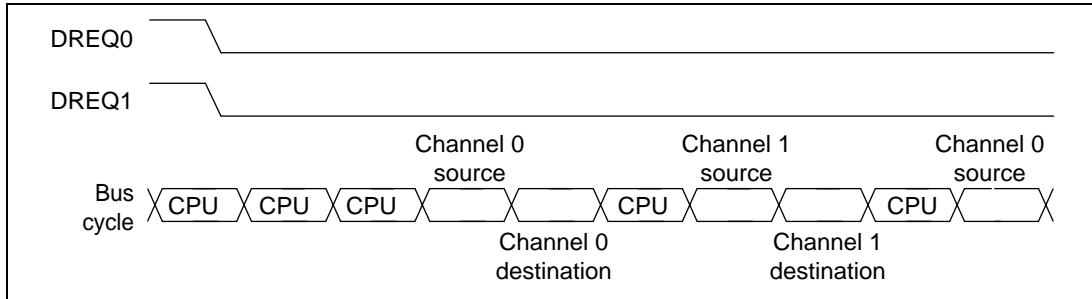 DREQ0
DREQ1
Channel 0
source
Channel 1
source
Channel 0
source
Bus
cycle
CPU
CPU
CPU
CPU
CPU
Channel 0
destination
Channel 1
destination